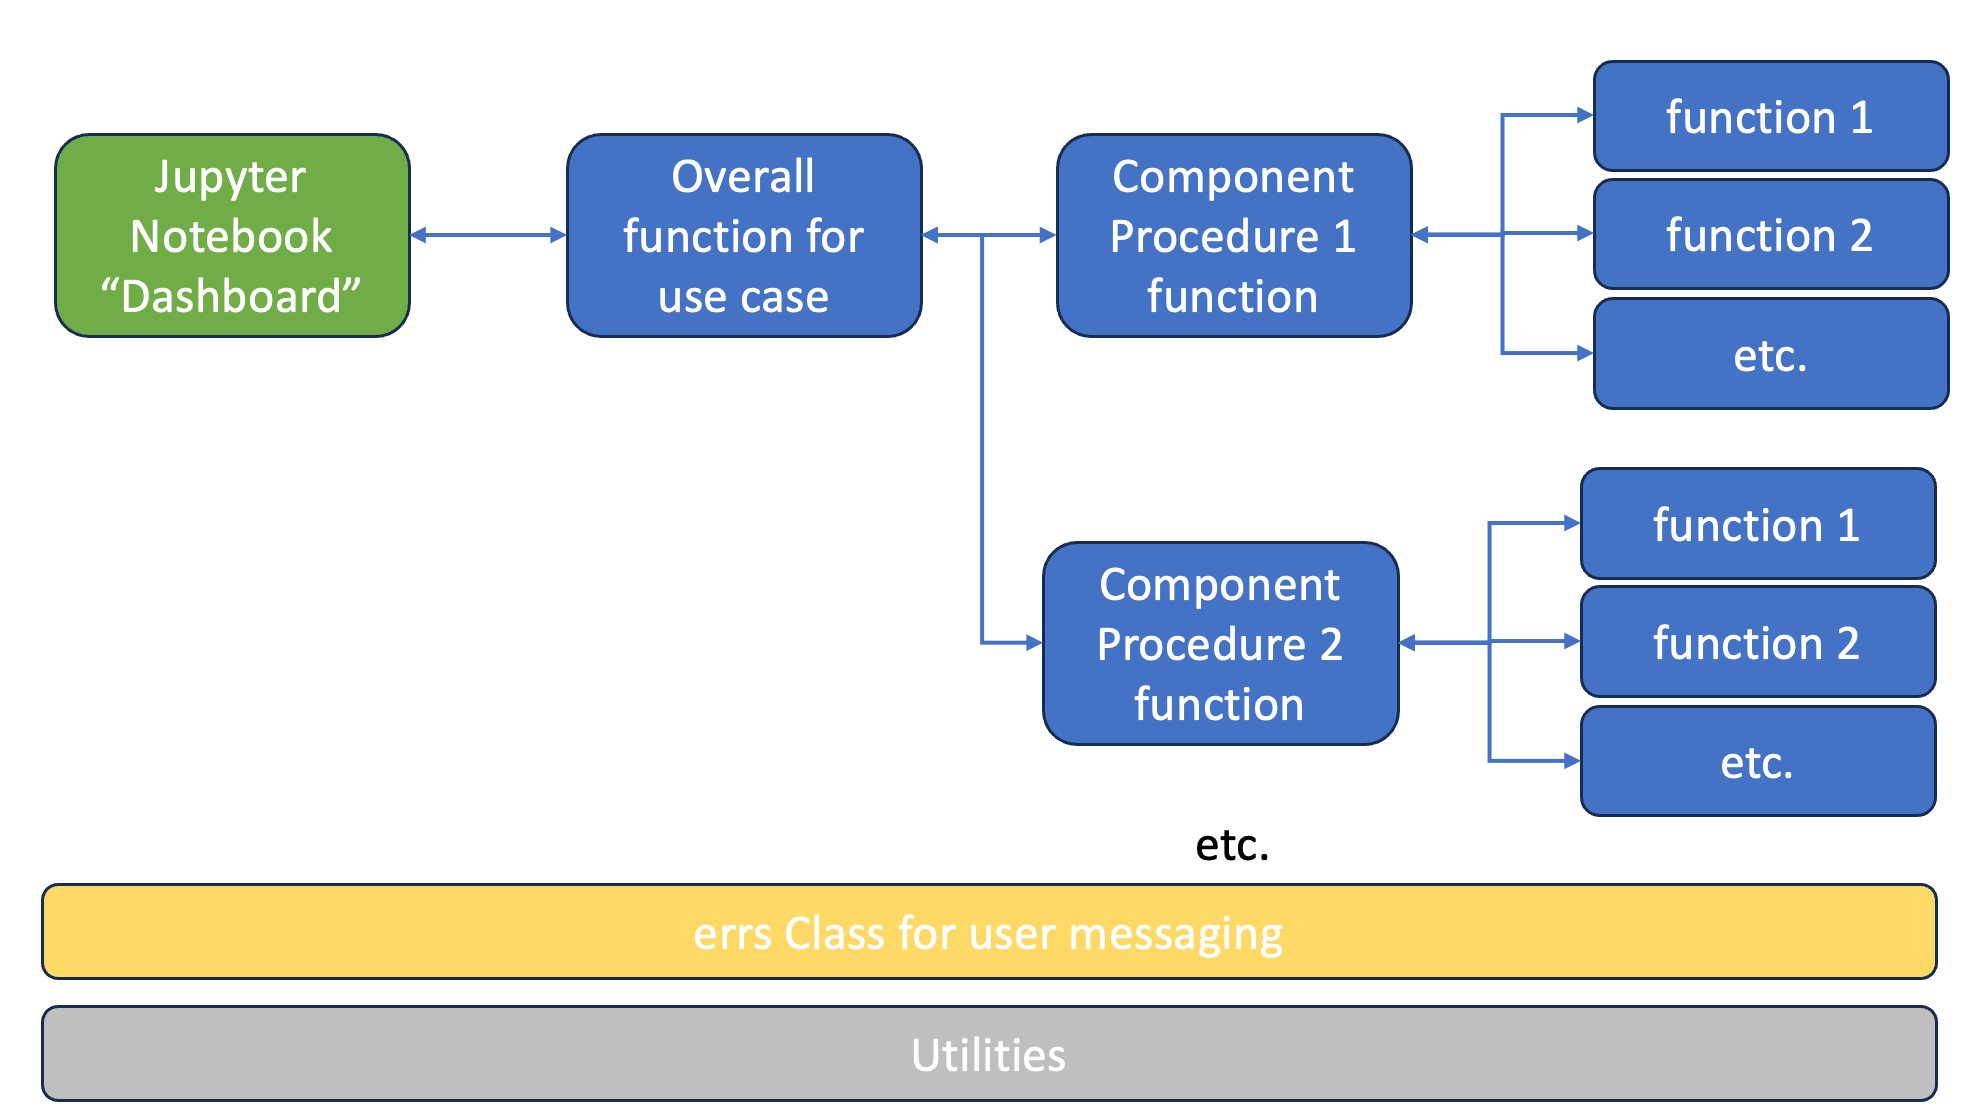 Jupyter
Notebook
“Dashboard”
Overall
function for
use case
Component
Procedure 1
function
function 1
function 2
etc.
Component
Procedure 2
function
function 1
function 2
etc.
etc.
errs Class for user messaging
Utilities